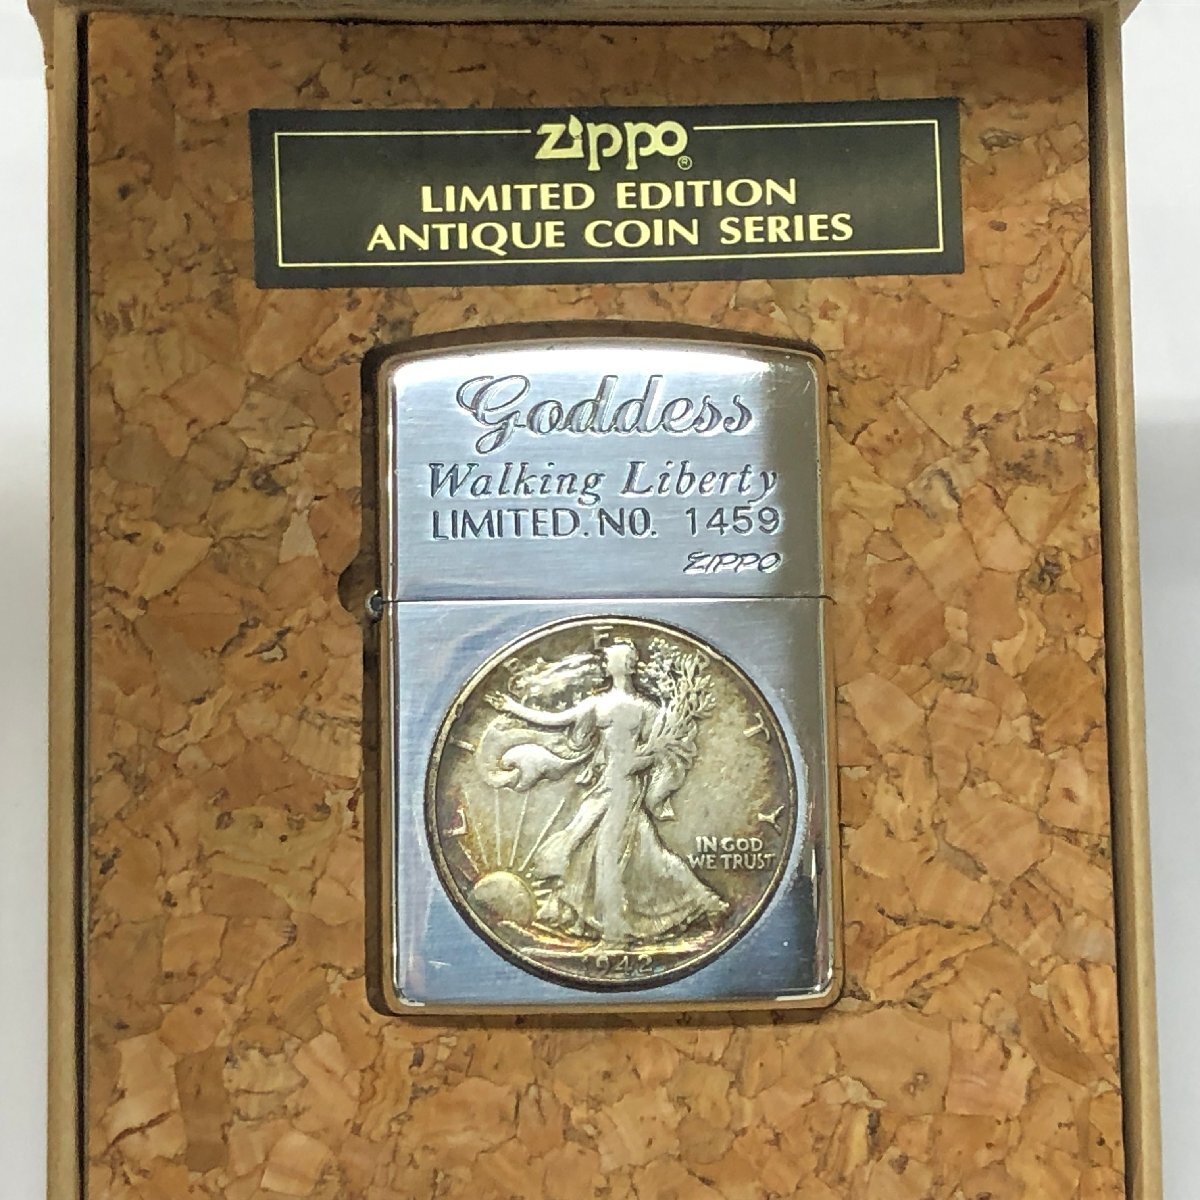 zippo®
LIMITED EDITION
ANTIQUE COIN SERIES
Goddess
Walking Liberty
LIMITED. NO. 1459
ZIPPO
LIBERTY
IN GOD
WE TRUST
1942